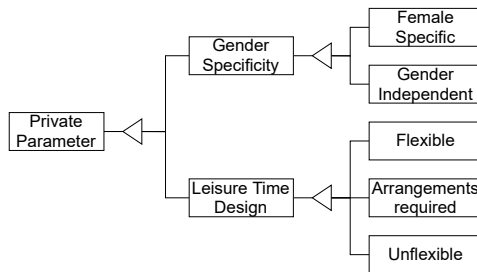 Private
Parameter
Gender
Specificity
Female
Specific
Gender
Independent
Leisure Time
Design
Flexible
Arrangements
required
Unflexible